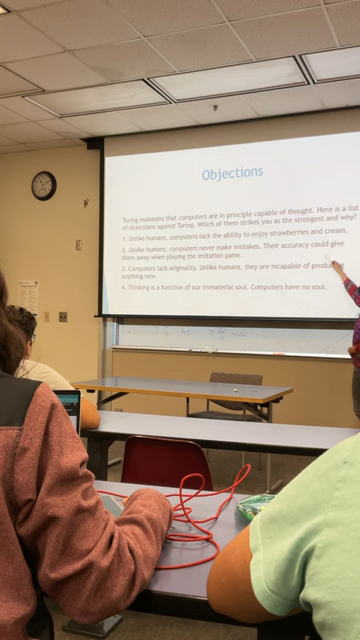 Objections
Turing maintains that computers are in principle capable of thought. Here is a list
of objections against Turing. Which of them strikes you as the strongest and why?
1. Unlike humans, computers lack the ability to enjoy strawberries and cream.
2. Unlike humans, computers never make mistakes. Their accuracy could give
them away when playing the imitation game.
3. Computers lack originality. Unlike humans, they are incapable of producing
anything new.
4. Thinking is a function of our immaterial soul. Computers have no soul.